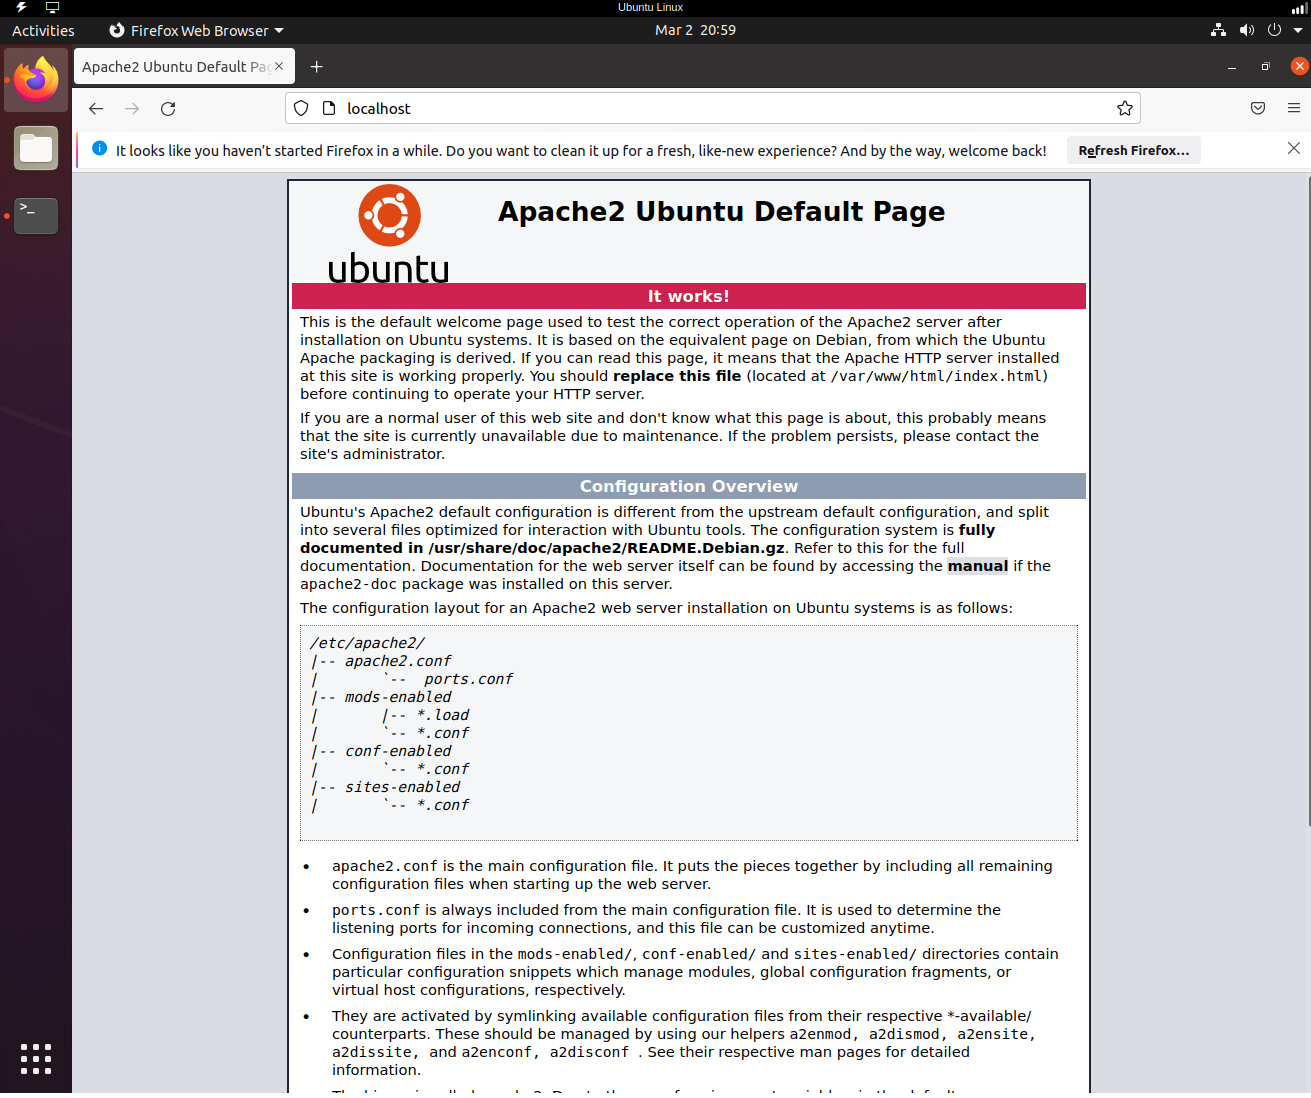 Ubuntu Linux
Activities
Firefox Web Browser
Mar 2 20:59
Apache2 Ubuntu Default Pag
localhost
It looks like you haven’t started Firefox in a while. Do you want to clean it up for a fresh, like-new experience? And by the way, welcome back!
Refresh Firefox...
>_
ubuntu
Apache2 Ubuntu Default Page
It works!
This is the default welcome page used to test the correct operation of the Apache2 server after
installation on Ubuntu systems. It is based on the equivalent page on Debian, from which the Ubuntu
Apache packaging is derived. If you can read this page, it means that the Apache HTTP server installed
at this site is working properly. You should replace this file (located at /var/www/html/index.html)
before continuing to operate your HTTP server.
If you are a normal user of this web site and don't know what this page is about, this probably means
that the site is currently unavailable due to maintenance. If the problem persists, please contact the
site's administrator.
Configuration Overview
Ubuntu's Apache2 default configuration is different from the upstream default configuration, and split
into several files optimized for interaction with Ubuntu tools. The configuration system is fully
documented in /usr/share/doc/apache2/README.Debian.gz. Refer to this for the full
documentation. Documentation for the web server itself can be found by accessing the manual if the
apache2-doc package was installed on this server.
The configuration layout for an Apache2 web server installation on Ubuntu systems is as follows:
/etc/apache2/
|-- apache2.conf
|       `--  ports.conf
|-- mods-enabled
|       |-- *.load
|       `-- *.conf
|-- conf-enabled
|       `-- *.conf
|-- sites-enabled
|       `-- *.conf
• apache2.conf is the main configuration file. It puts the pieces together by including all remaining
configuration files when starting up the web server.
• ports.conf is always included from the main configuration file. It is used to determine the
listening ports for incoming connections, and this file can be customized anytime.
• Configuration files in the mods-enabled/, conf-enabled/ and sites-enabled/ directories contain
particular configuration snippets which manage modules, global configuration fragments, or
virtual host configurations, respectively.
• They are activated by symlinking available configuration files from their respective *-available/
counterparts. These should be managed by using our helpers a2enmod, a2dismod, a2ensite,
a2dissite, and a2enconf, a2disconf . See their respective man pages for detailed
information.